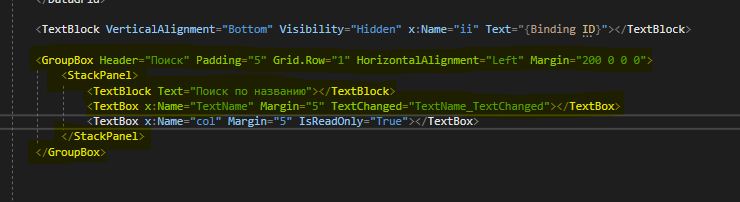 </DataGrid>
<TextBlock VerticalAlignment="Bottom" Visibility="Hidden" x:Name="ii" Text="{Binding ID}"></TextBlock>
<GroupBox Header="Поиск" Padding="5" Grid.Row="1" HorizontalAlignment="Left" Margin="200 0 0 0">
<StackPanel>
<TextBlock Text="Поиск по названию"></TextBlock>
<TextBox x:Name="TextName" Margin="5" TextChanged="TextName_TextChanged"></TextBox>
<TextBox x:Name="col" Margin="5" IsReadOnly="True"></TextBox>
</StackPanel>
</GroupBox>